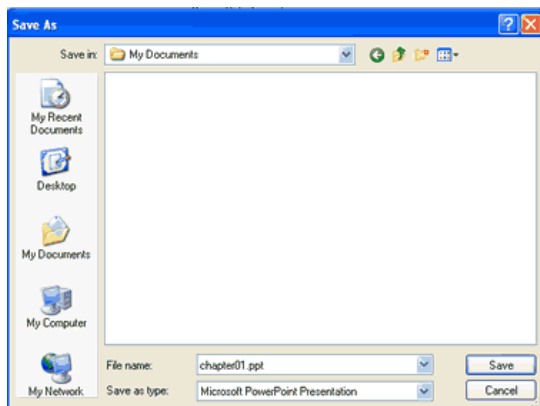 Save As
Save in:
My Documents
My Recent
Documents
Desktop
My Documents
My Computer
My Network
File name:
chapter01.ppt
Save
Save as type:
Microsoft PowerPoint Presentation
Cancel